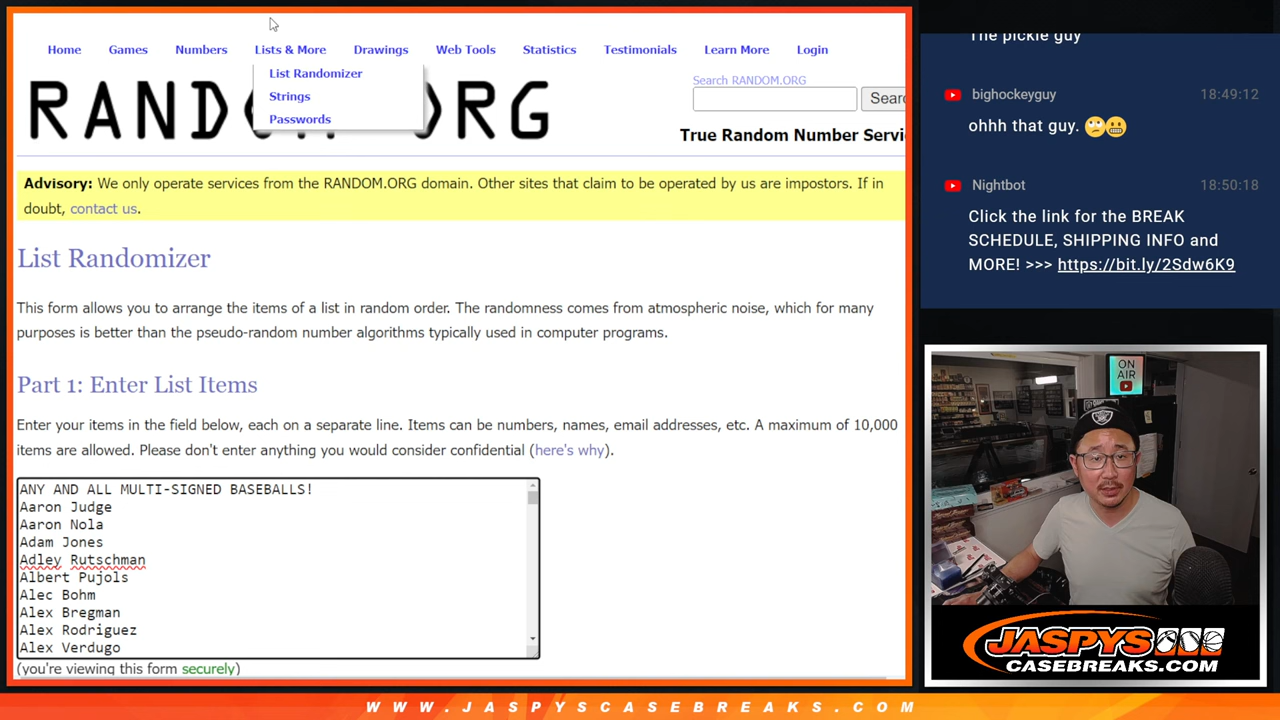 Home Games Numbers Lists & More Drawings Web Tools Statistics Testimonials Learn More Login
List Randomizer
Strings
Passwords
RANDOM.ORG
Search RANDOM.ORG
Searc
True Random Number Servi
Advisory: We only operate services from the RANDOM.ORG domain. Other sites that claim to be operated by us are impostors. If in
doubt, contact us.
List Randomizer
This form allows you to arrange the items of a list in random order. The randomness comes from atmospheric noise, which for many
purposes is better than the pseudo-random number algorithms typically used in computer programs.
Part 1: Enter List Items
Enter your items in the field below, each on a separate line. Items can be numbers, names, email addresses, etc. A maximum of 10,000
items are allowed. Please don't enter anything you would consider confidential (here's why).
ANY AND ALL MULTI-SIGNED BASEBALLS!
Aaron Judge
Aaron Nola
Adam Jones
Adley Rutschman
Albert Pujols
Alec Bohm
Alex Bregman
Alex Rodriguez
Alex Verdugo
(you're viewing this form securely)
The pickle guy
bighockeyguy 18:49:12
ohhh that guy. 🙄😬
Nightbot 18:50:18
Click the link for the BREAK
SCHEDULE, SHIPPING INFO and
MORE! >>> https://bit.ly/2Sdw6K9
ON
AIR
JASPYS
CASEBREAKS.COM
WWW.JASPYSCASEBREAKS.COM